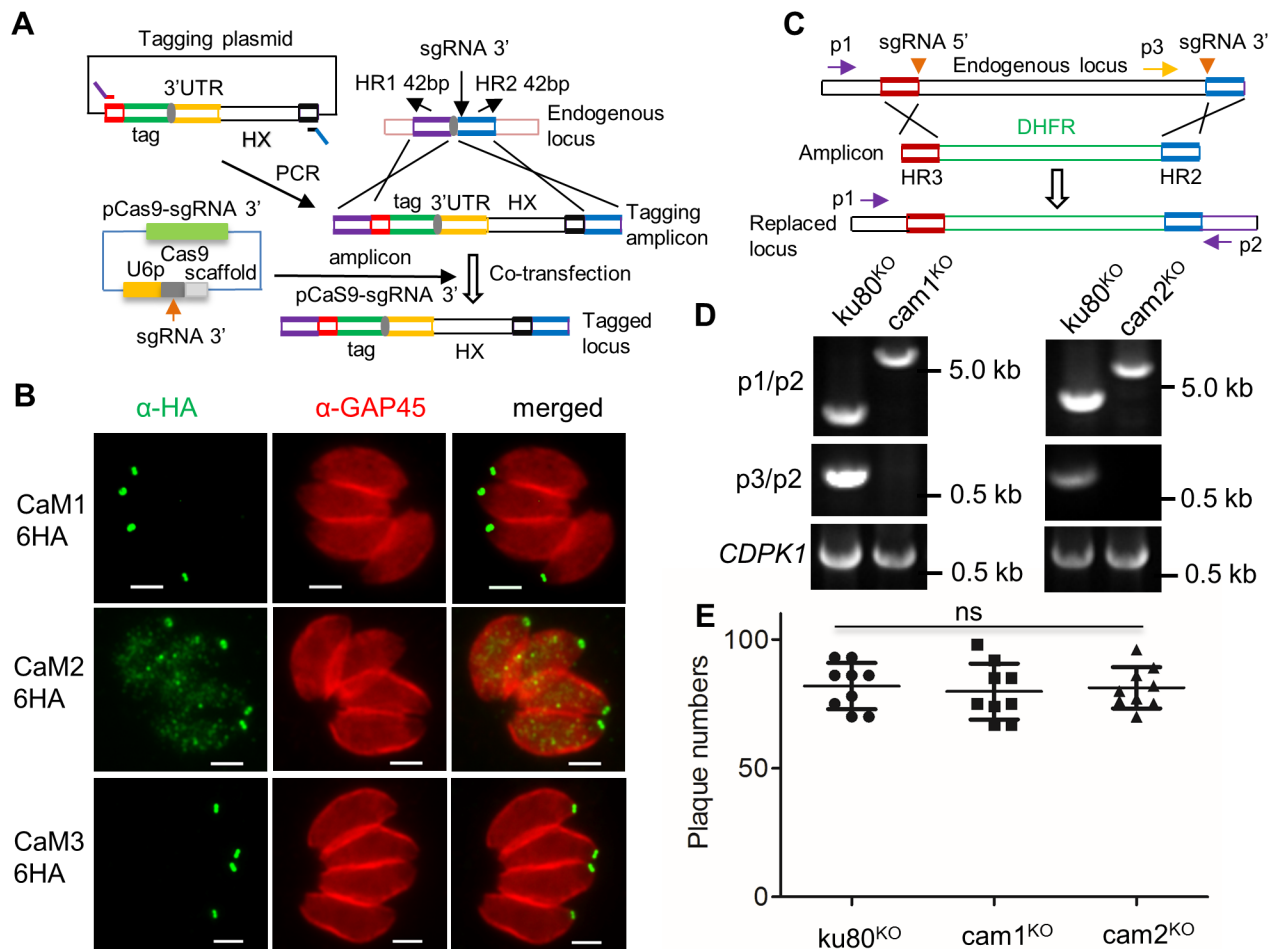 A
Tagging plasmid
3'UTR
tag
HX
PCR
sgRNA 3'
HR1 42bp
HR2 42bp
Endogenous
locus
tag
3'UTR
HX
Tagging
amplicon
pCas9-sgRNA 3'
Cas9
U6p
scaffold
sgRNA 3'
amplicon
pCaS9-sgRNA 3'
Co-transfection
tag
HX
Tagged
locus
B
α-HA
α-GAP45
merged
CaM1
6HA
CaM2
6HA
CaM3
6HA
C
p1
sgRNA 5'
Endogenous locus
p3
sgRNA 3'
DHFR
Amplicon
HR3
HR2
p1
Replaced
locus
p2
D
ku80KO
cam1KO
ku80KO
cam2KO
p1/p2
5.0 kb
5.0 kb
p3/p2
0.5 kb
0.5 kb
CDPK1
0.5 kb
0.5 kb
E
ns
Plaque numbers
100
50
0
ku80KO
cam1KO
cam2KO